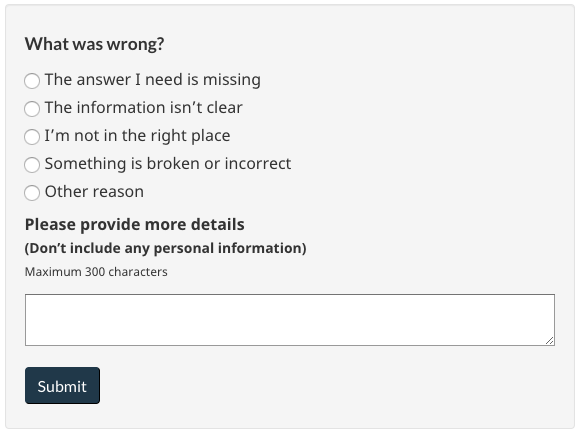 What was wrong?
The answer I need is missing
The information isn’t clear
I’m not in the right place
Something is broken or incorrect
Other reason
Please provide more details
(Don’t include any personal information)
Maximum 300 characters
Submit